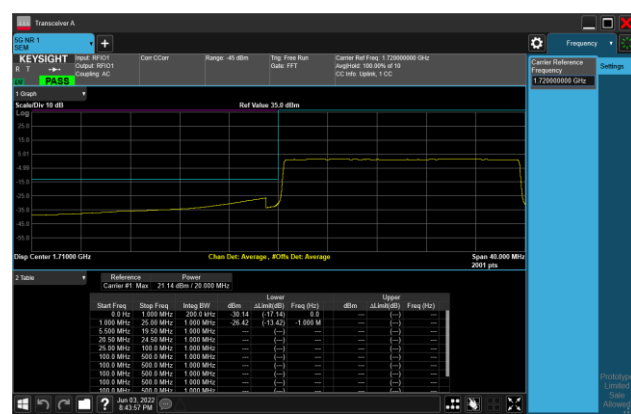 Transceiver A
5G NR 1
SEM
Frequency
KEYSIGHT
Input: RFIO1
Output: RFIO1
Coupling: AC
Corr CCorr
Range: -45 dBm
Trig: Free Run
Gate: FFT
Carrier Ref Freq: 1.720000000 GHz
Avg|Hold: 100.00% of 10
CC Info: Uplink, 1 CC
R T
PASS
Carrier Reference
Frequency
1.720000000 GHz
Settings
1 Graph
Scale/Div 10 dB
Ref Value 35.0 dBm
Log
25.0
15.0
5.01
-4.99
-15.0
-25.0
-35.0
-45.0
-55.0
Disp Center 1.71000 GHz
Chan Det: Average , #Offs Det: Average
Span 40.000 MHz
2001 pts
2 Table
Reference Power
Carrier #1 Max 21.14 dBm / 20.000 MHz
Lower Upper
Start Freq Stop Freq Integ BW dBm ΔLimit(dB) Freq (Hz) dBm ΔLimit(dB) Freq (Hz)
0.0 Hz 1.000 MHz 200.0 kHz -30.14 (-17.14) 0.0 --- (---) ---
1.000 MHz 25.00 MHz 1.000 MHz -26.42 (-13.42) -1.000 M --- (---) ---
5.500 MHz 19.50 MHz 1.000 MHz --- (---) --- --- (---) ---
20.50 MHz 24.50 MHz 1.000 MHz --- (---) --- --- (---) ---
25.00 MHz 100.0 MHz 1.000 MHz --- (---) --- --- (---) ---
100.0 MHz 500.0 MHz 1.000 MHz --- (---) --- --- (---) ---
100.0 MHz 500.0 MHz 1.000 MHz --- (---) --- --- (---) ---
100.0 MHz 500.0 MHz 1.000 MHz --- (---) --- --- (---) ---
100.0 MHz 500.0 MHz 1.000 MHz --- (---) --- --- (---) ---
100.0 MHz 500.0 MHz 1.000 MHz --- (---) --- --- (---) ---
Prototype
Limited
Sale
Allowed
?
Jun 03, 2022
8:43:57 PM